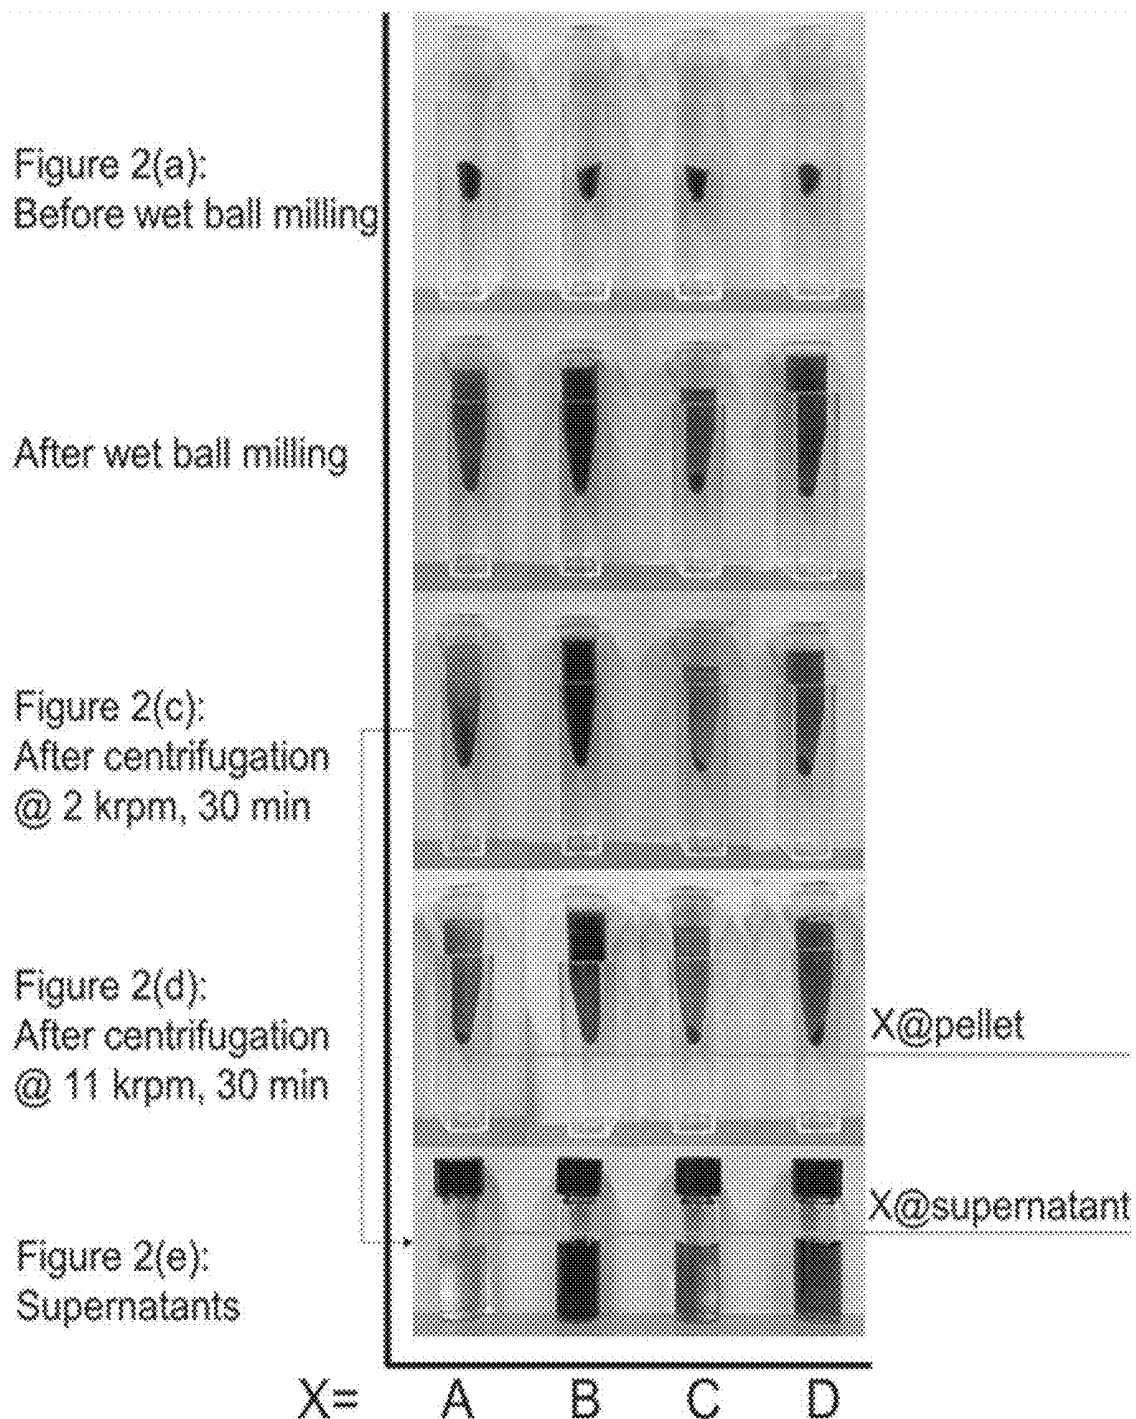 Figure 2(a):
Before wet ball milling
After wet ball milling
Figure 2(c):
After centrifugation
@ 2 krpm, 30 min
Figure 2(d):
After centrifugation
@ 11 krpm, 30 min
X@pellet
X@supernatant
Figure 2(e):
Supernatants
X= A B C D